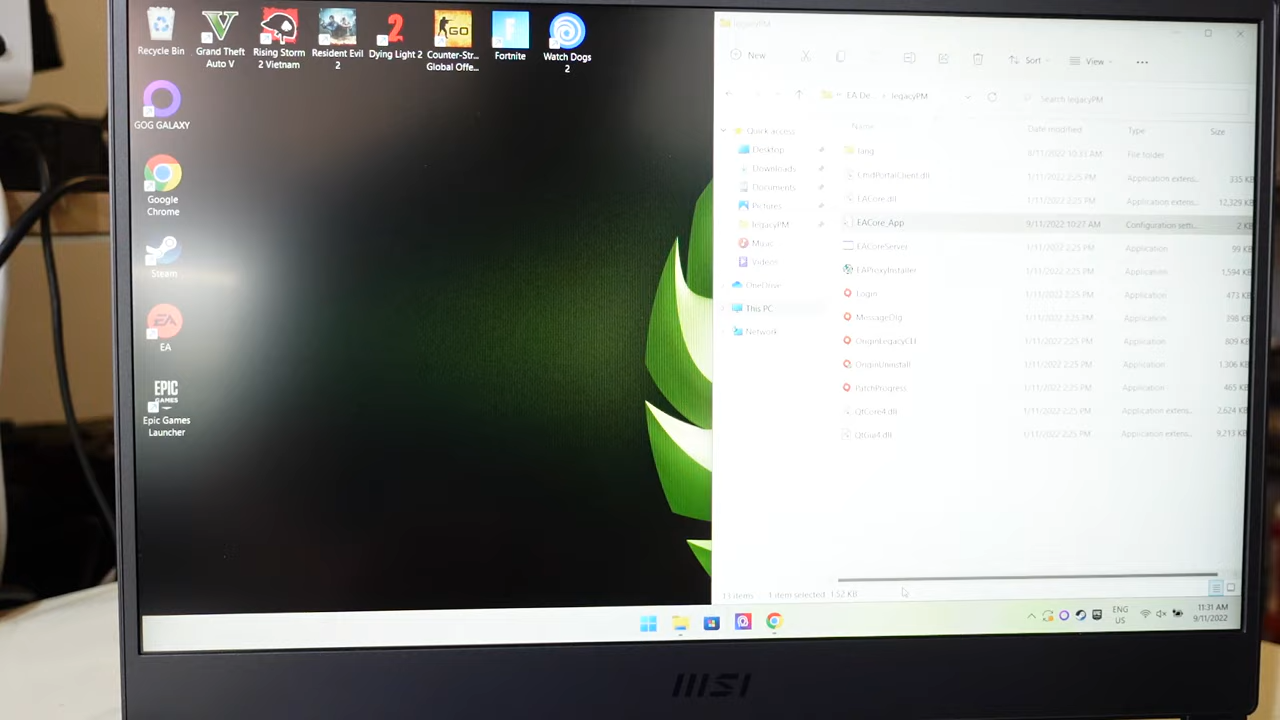 Recycle Bin
Grand Theft
Auto V
Rising Storm
2 Vietnam
Resident Evil
2
Dying Light 2
Counter-Str...
Global Offe...
Fortnite
Watch Dogs
2
GOG GALAXY
Google
Chrome
Steam
EA
EPIC
GAMES
Epic Games
Launcher
legacyPM
New
Sort
View
EA De...
legacyPM
Search legacyPM
Quick access
Desktop
Downloads
Documents
Pictures
legacyPM
Music
Videos
OneDrive
This PC
Network
Name Date modified Type Size
lang 9/11/2022 10:33 AM File folder
CmdPortalClient.dll 1/11/2022 2:25 PM Application extens... 335 KB
EACore.dll 1/11/2022 2:25 PM Application extens... 12,329 KB
EACore_App 9/11/2022 10:27 AM Configuration setti... 2 KB
EACoreServer 1/11/2022 2:25 PM Application 99 KB
EAProxyInstaller 1/11/2022 2:25 PM Application 1,594 KB
Login 1/11/2022 2:25 PM Application 473 KB
MessageDlg 1/11/2022 2:25 PM Application 398 KB
OriginLegacyCLI 1/11/2022 2:25 PM Application 809 KB
OriginUninstall 1/11/2022 2:25 PM Application 1,306 KB
PatchProgress 1/11/2022 2:25 PM Application 465 KB
QtCore4.dll 1/11/2022 2:25 PM Application extens... 2,624 KB
QtGui4.dll 1/11/2022 2:25 PM Application extens... 9,213 KB
13 items 1 item selected 1.52 KB
ENG
US
11:31 AM
9/11/2022
msi